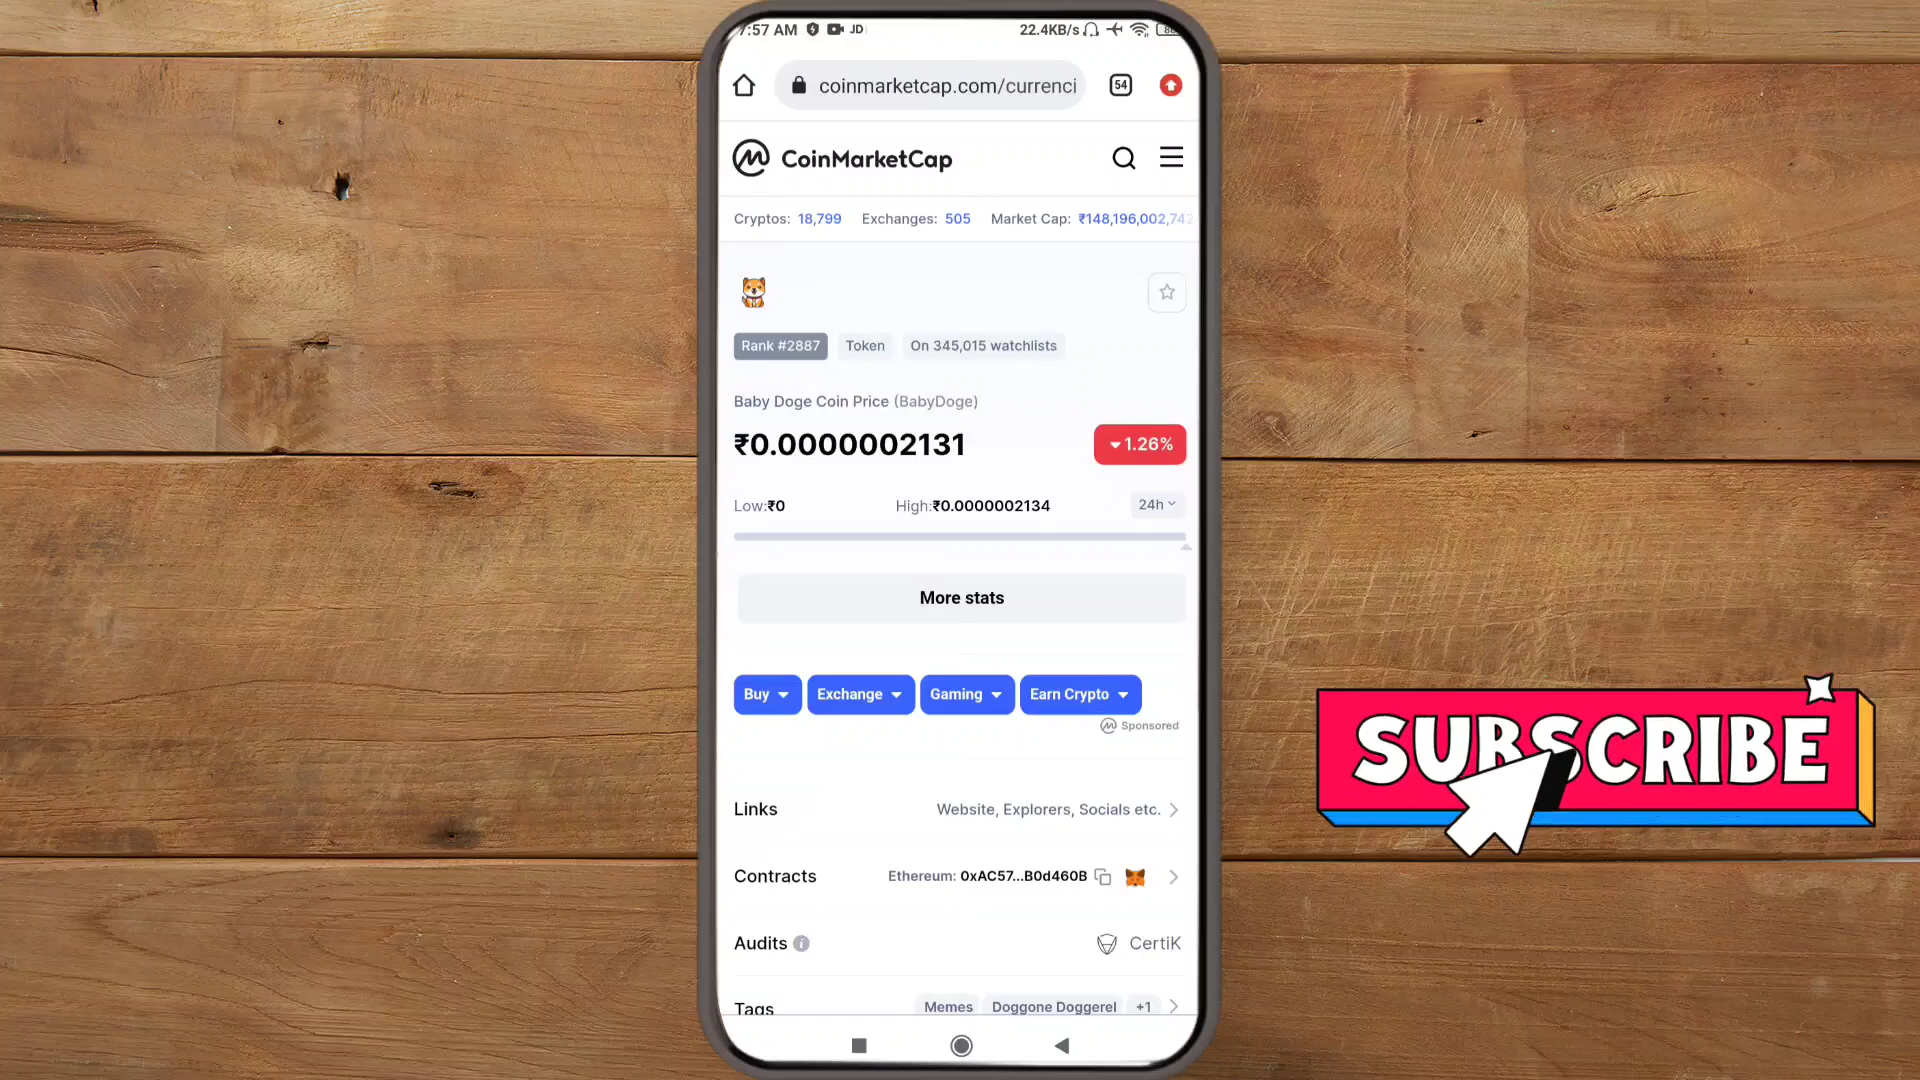 7:57 AM JD 22.4KB/s
coinmarketcap.com/currenci 54
CoinMarketCap
Cryptos: 18,799 Exchanges: 505 Market Cap: ₹148,196,002,742
Rank #2887 Token On 345,015 watchlists
Baby Doge Coin Price (BabyDoge)
₹0.0000002131 1.26%
Low:₹0 High:₹0.0000002134 24h
More stats
Buy Exchange Gaming Earn Crypto
Sponsored
Links Website, Explorers, Socials etc.
Contracts Ethereum: 0xAC57...B0d460B
Audits CertiK
Tags Memes Doggone Doggerel +1
SUBSCRIBE